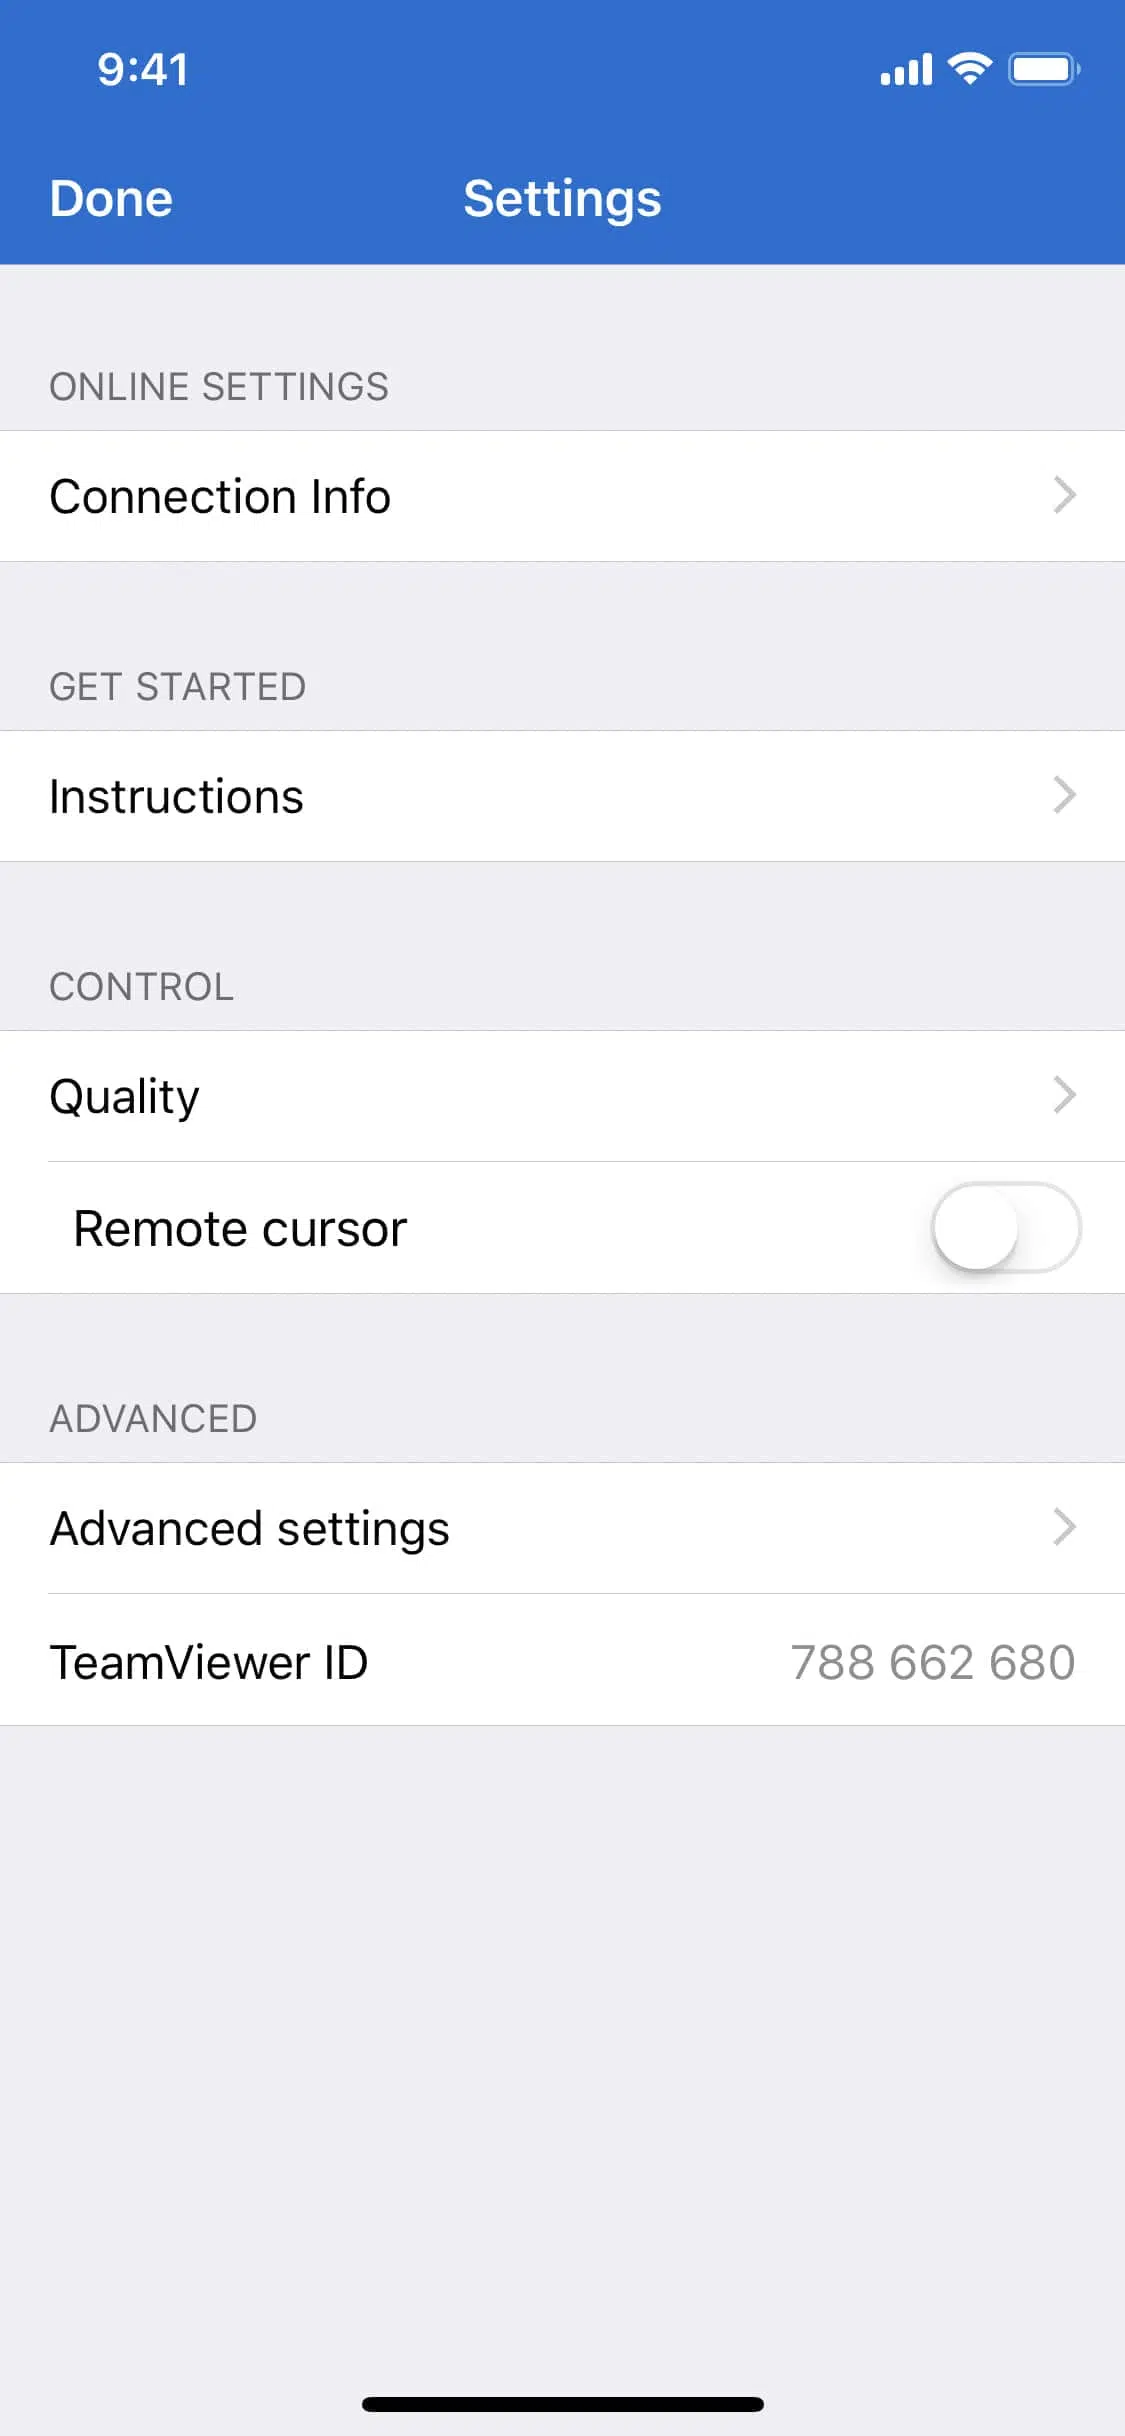 9:41
Done
Settings
ONLINE SETTINGS
Connection Info
GET STARTED
Instructions
CONTROL
Quality
Remote cursor
ADVANCED
Advanced settings
TeamViewer ID 788 662 680